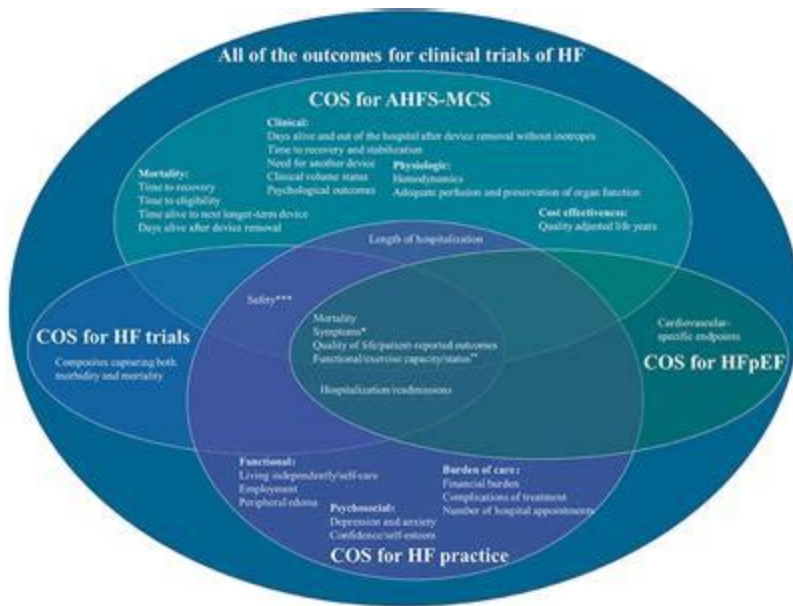 All of the outcomes for clinical trials of HF
COS for AHFS-MCS
Clinical:
Days alive and out of the hospital after device removal without inotropes
Time to recovery and stabilization
Need for another device
Clinical volume status
Psychological outcomes
Physiologic:
Hemodynamics
Adequate perfusion and preservation of organ function
Mortality:
Time to recovery
Time to eligibility
Time alive to next longer-term device
Days alive after device removal
Cost effectiveness:
Quality adjusted life years
Length of hospitalization
Safety***
COS for HF trials
Composites capturing both
morbidity and mortality
Mortality
Symptoms*
Quality of life/patient-reported outcomes
Functional/exercise capacity/status**
Hospitalization/readmissions
Cardiovascular-
specific endpoints
COS for HFpEF
Functional:
Living independently/self-care
Employment
Peripheral edema
Psychosocial:
Depression and anxiety
Confidence/self-esteem
Burden of care:
Financial burden
Complications of treatment
Number of hospital appointments
COS for HF practice